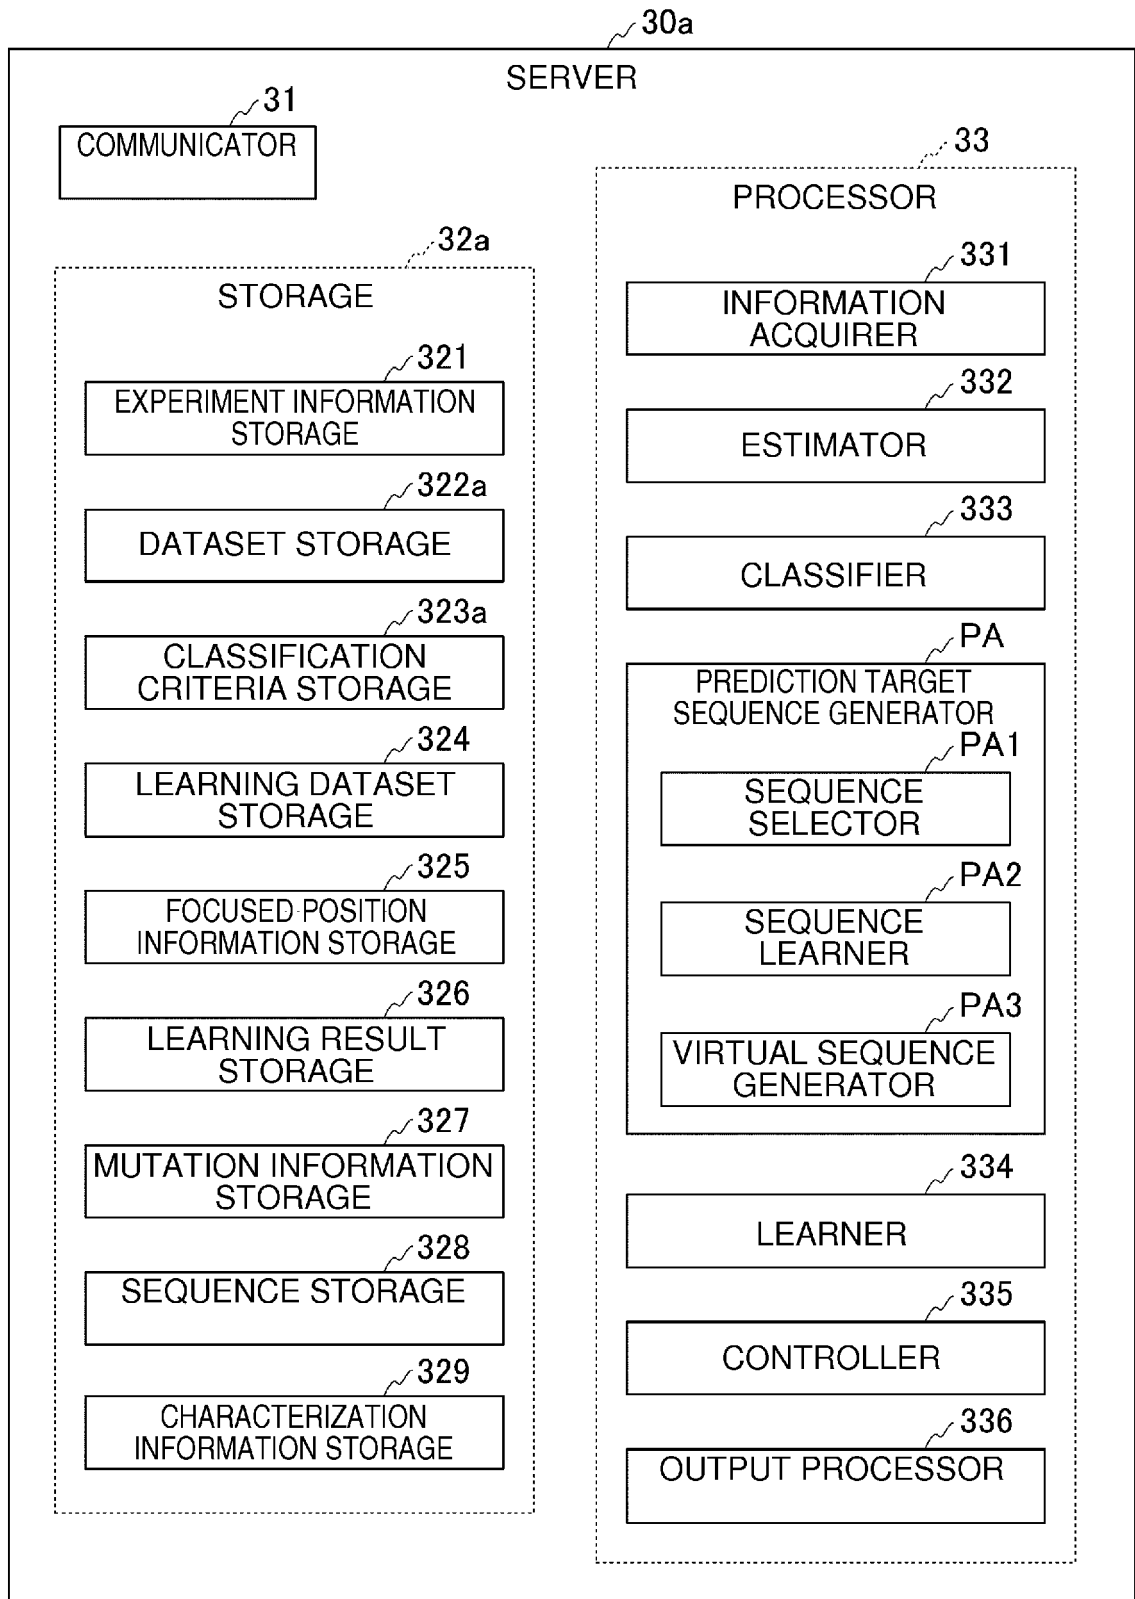 30a
SERVER
31
COMMUNICATOR
32a
STORAGE
321
EXPERIMENT INFORMATION
STORAGE
322a
DATASET STORAGE
323a
CLASSIFICATION
CRITERIA STORAGE
324
LEARNING DATASET
STORAGE
325
FOCUSED-POSITION
INFORMATION STORAGE
326
LEARNING RESULT
STORAGE
327
MUTATION INFORMATION
STORAGE
328
SEQUENCE STORAGE
329
CHARACTERIZATION
INFORMATION STORAGE
33
PROCESSOR
331
INFORMATION
ACQUIRER
332
ESTIMATOR
333
CLASSIFIER
PA
PREDICTION TARGET
SEQUENCE GENERATOR
PA1
SEQUENCE
SELECTOR
PA2
SEQUENCE
LEARNER
PA3
VIRTUAL SEQUENCE
GENERATOR
334
LEARNER
335
CONTROLLER
336
OUTPUT PROCESSOR